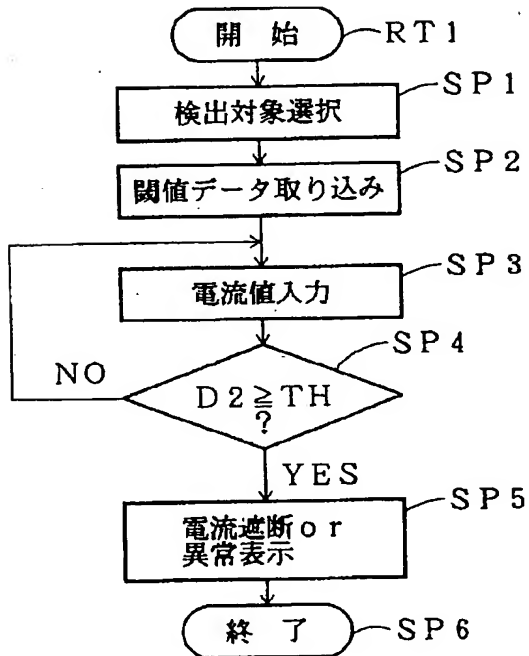 開 始
RT1
SP1
検出対象選択
SP2
閾値データ取り込み
SP3
電流値入力
SP4
NO
D2≧TH
?
YES
SP5
電流遮断or
異常表示
終 了
SP6